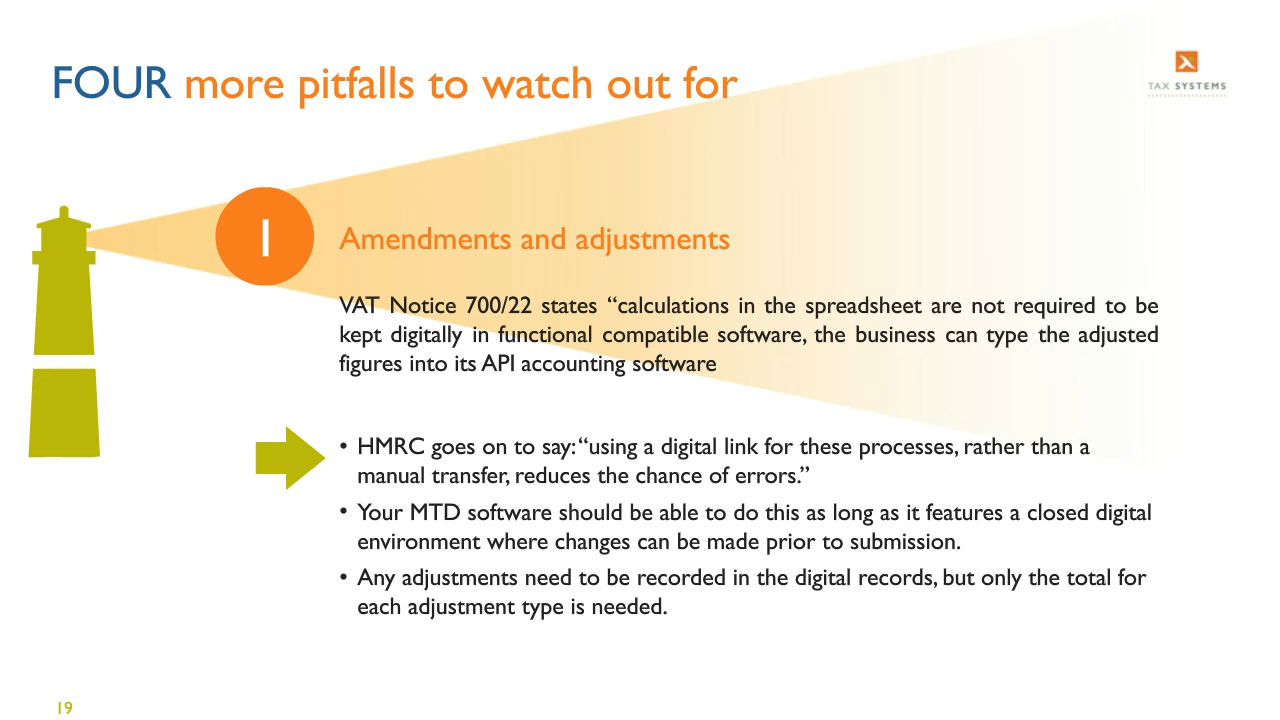 FOUR more pitfalls to watch out for
TAX SYSTEMS
1
Amendments and adjustments
VAT Notice 700/22 states “calculations in the spreadsheet are not required to be
kept digitally in functional compatible software, the business can type the adjusted
figures into its API accounting software
• HMRC goes on to say: “using a digital link for these processes, rather than a
manual transfer, reduces the chance of errors.”
• Your MTD software should be able to do this as long as it features a closed digital
environment where changes can be made prior to submission.
• Any adjustments need to be recorded in the digital records, but only the total for
each adjustment type is needed.
19